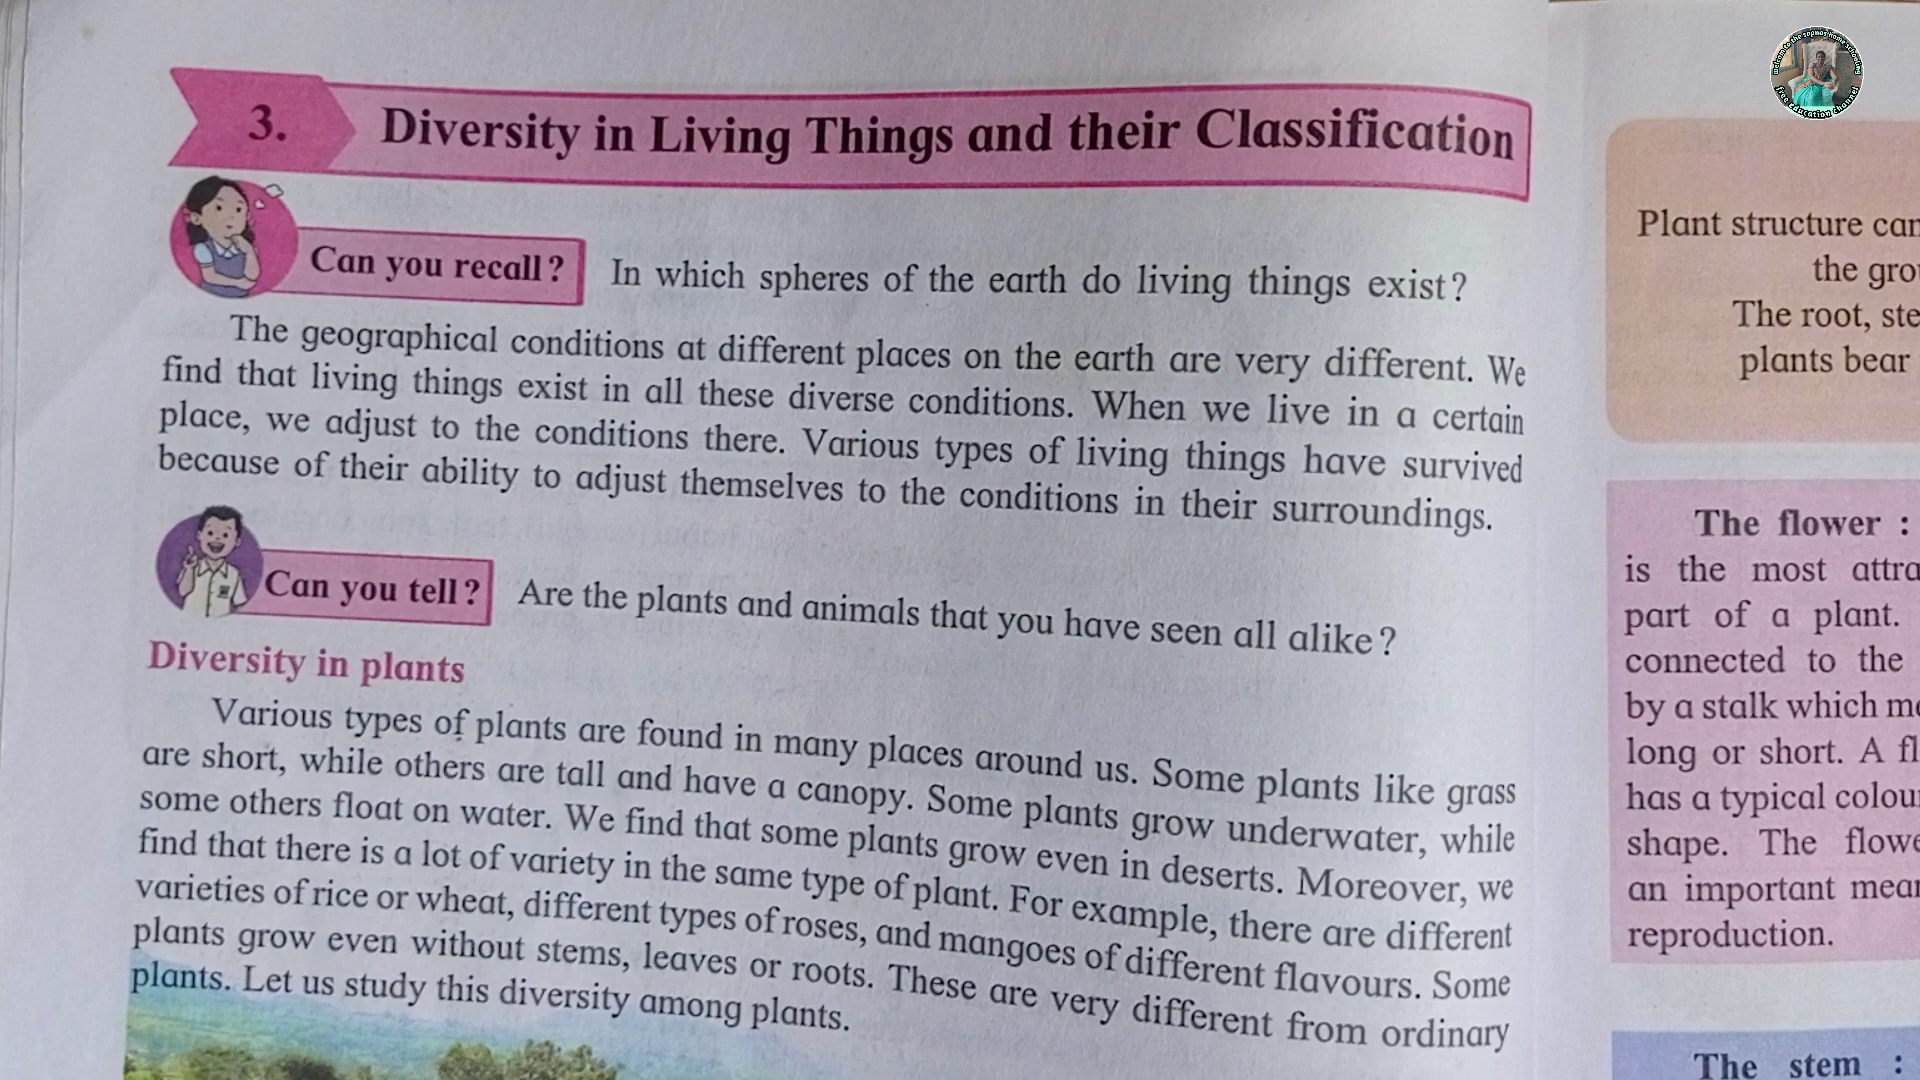 3. Diversity in Living Things and their Classification
Can you recall? In which spheres of the earth do living things exist?
The geographical conditions at different places on the earth are very different. We
find that living things exist in all these diverse conditions. When we live in a certain
place, we adjust to the conditions there. Various types of living things have survived
because of their ability to adjust themselves to the conditions in their surroundings.
Can you tell? Are the plants and animals that you have seen all alike?
Diversity in plants
Various types of plants are found in many places around us. Some plants like grass
are short, while others are tall and have a canopy. Some plants grow underwater, while
some others float on water. We find that some plants grow even in deserts. Moreover, we
find that there is a lot of variety in the same type of plant. For example, there are different
varieties of rice or wheat, different types of roses, and mangoes of different flavours. Some
plants grow even without stems, leaves or roots. These are very different from ordinary
plants. Let us study this diversity among plants.
Plant structure can
the gro
The root, ste
plants bear
The flower :
is the most attra
part of a plant.
connected to the
by a stalk which
long or short. A fl
has a typical colou
shape. The flowe
an important mea
reproduction.
The stem :
welcome to the sapnas home schooling
free education channel